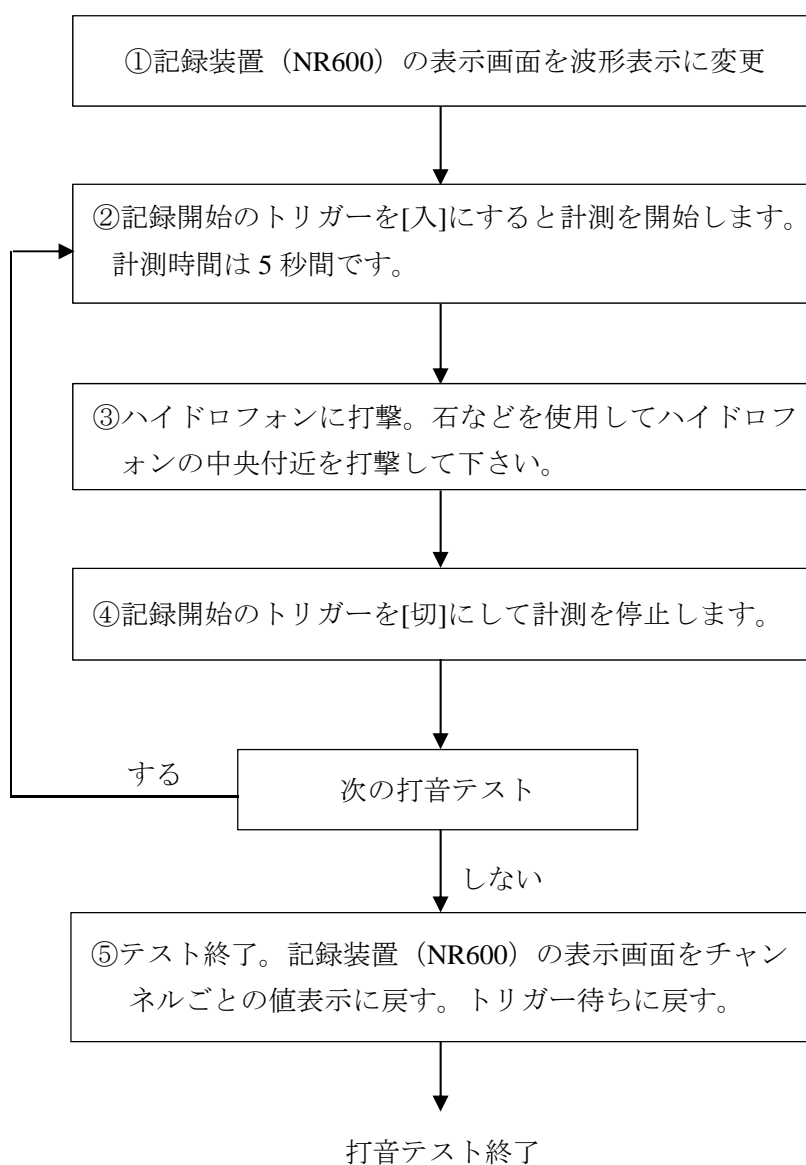 ①記録装置（NR600）の表示画面を波形表示に変更
②記録開始のトリガーを[入]にすると計測を開始します。
計測時間は 5 秒間です。
③ハイドロフォンに打撃。石などを使用してハイドロフ
ォンの中央付近を打撃して下さい。
④記録開始のトリガーを[切]にして計測を停止します。
する
次の打音テスト
しない
⑤テスト終了。記録装置（NR600）の表示画面をチャン
ネルごとの値表示に戻す。トリガー待ちに戻す。
打音テスト終了